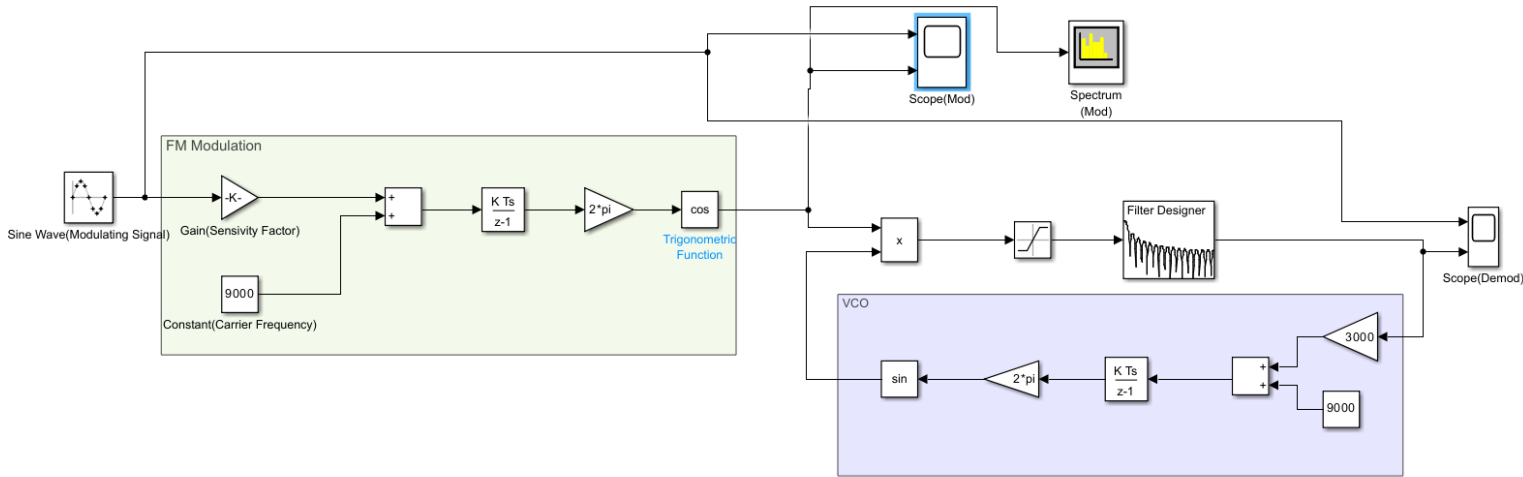 Scope(Mod)
Spectrum
(Mod)
FM Modulation
Sine Wave(Modulating Signal)
-K-
Gain(Sensivity Factor)
+
+
K Ts
z-1
2*pi
cos
Trigonometric
Function
9000
Constant(Carrier Frequency)
x
Filter Designer
Scope(Demod)
VCO
3000
+
+
9000
K Ts
z-1
2*pi
sin